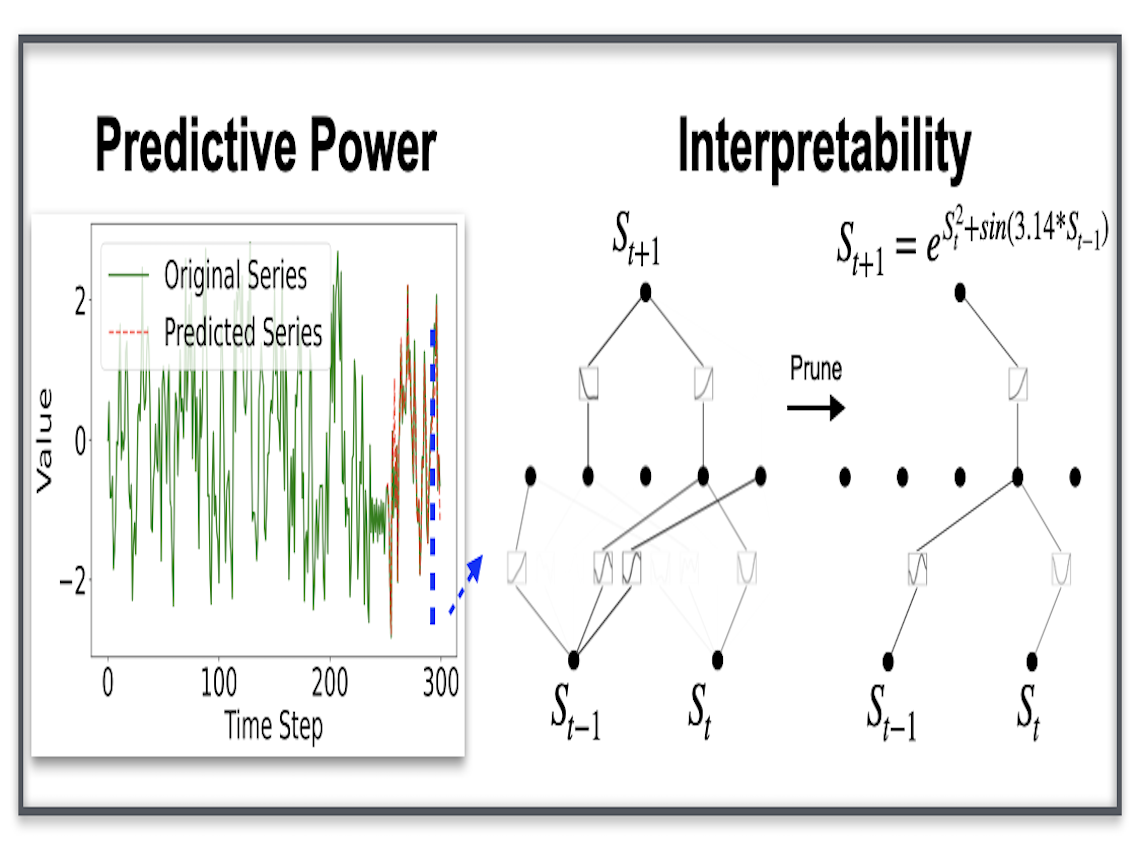 Predictive Power
Interpretability
Original Series
Predicted Series
2
0
−2
Value
0
100
200
300
Time Step
S_{t+1}
S_{t+1} = e^{S_t^2+sin(3.14*S_{t−1})}
Prune
S_{t−1}
S_t
S_{t−1}
S_t